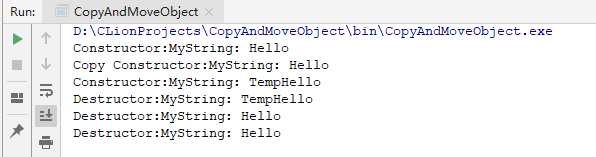 Run: CopyAndMoveObject
D:\CLionProjects\CopyAndMoveObject\bin\CopyAndMoveObject.exe
Constructor:MyString: Hello
Copy Constructor:MyString: Hello
Constructor:MyString: TempHello
Destructor:MyString: TempHello
Destructor:MyString: Hello
Destructor:MyString: Hello